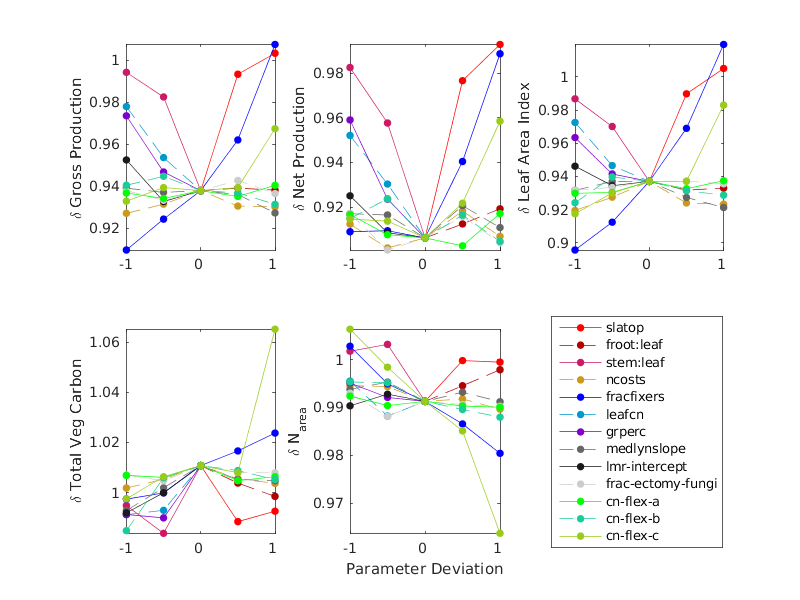 δ Gross Production
1
0.98
0.96
0.94
0.92
-1 0 1
δ Net Production
0.98
0.96
0.94
0.92
-1 0 1
δ Leaf Area Index
1
0.98
0.96
0.94
0.92
0.9
-1 0 1
δ Total Veg Carbon
1.06
1.04
1.02
1
-1 0 1
δ N_area
1
0.99
0.98
0.97
-1 0 1
Parameter Deviation
slatop
froot:leaf
stem:leaf
ncosts
fracfixers
leafcn
grperc
medlynslope
lmr-intercept
frac-ectomy-fungi
cn-flex-a
cn-flex-b
cn-flex-c